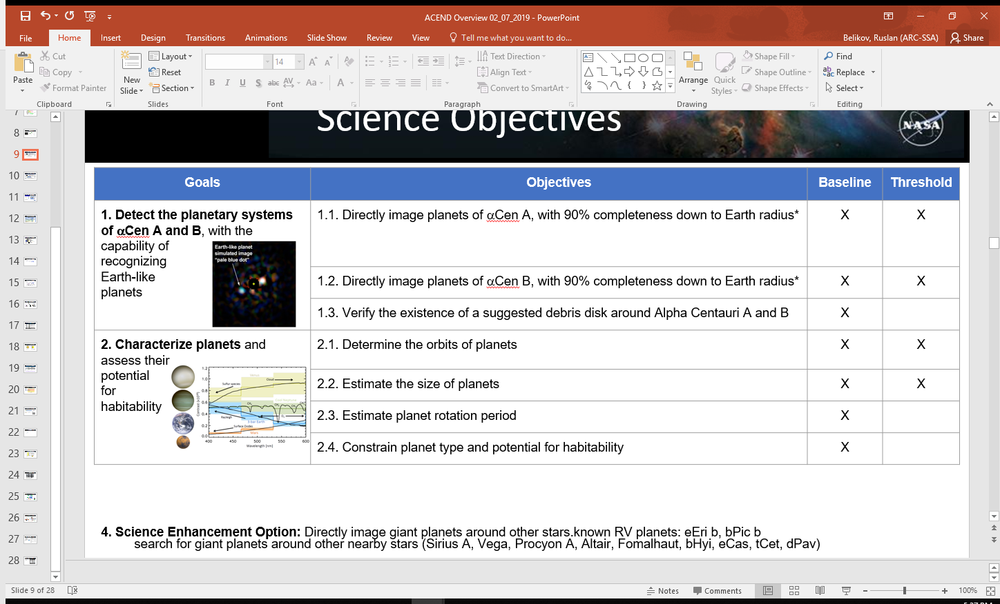 ACEND Overview 02_07_2019 - PowerPoint
File
Home
Insert
Design
Transitions
Animations
Slide Show
Review
View
Tell me what you want to do...
Belikov, Ruslan (ARC-SSA)
Share
Paste
Cut
Copy
Format Painter
Clipboard
New
Slide
Layout
Reset
Section
Slides
14
B I U S abc AV Aa A
Font
Text Direction
Align Text
Convert to SmartArt
Paragraph
Arrange
Quick
Styles
Shape Fill
Shape Outline
Shape Effects
Drawing
Find
Replace
Select
Editing
7
8
9
10
11
12
13
14
15
16
17
18
19
20
21
22
23
24
25
26
27
28
Science Objectives
NASA
Goals
Objectives
Baseline
Threshold
1. Detect the planetary systems
of αCen A and B, with the
capability of
recognizing
Earth-like
planets
Earth-like planet
simulated image
"pale blue dot"
1.1. Directly image planets of αCen A, with 90% completeness down to Earth radius*
X
X
1.2. Directly image planets of αCen B, with 90% completeness down to Earth radius*
X
X
1.3. Verify the existence of a suggested debris disk around Alpha Centauri A and B
X
2. Characterize planets and
assess their
potential
for
habitability
1.2
1.0
0.8
0.6
0.4
0.2
0.0
Contrast (x10¹⁰)
Venus
Cloud
Sulfur species
Cool Neptune
CH₄
Rayleigh
X-Ray Earth
O₃
Surface Oxides
Mars
400 450 500 550 600
Wavelength [nm]
2.1. Determine the orbits of planets
X
X
2.2. Estimate the size of planets
X
X
2.3. Estimate planet rotation period
X
2.4. Constrain planet type and potential for habitability
X
4. Science Enhancement Option: Directly image giant planets around other stars.known RV planets: eEri b, bPic b
search for giant planets around other nearby stars (Sirius A, Vega, Procyon A, Altair, Fomalhaut, bHyi, eCas, tCet, dPav)
Slide 9 of 28
Notes
Comments
100%